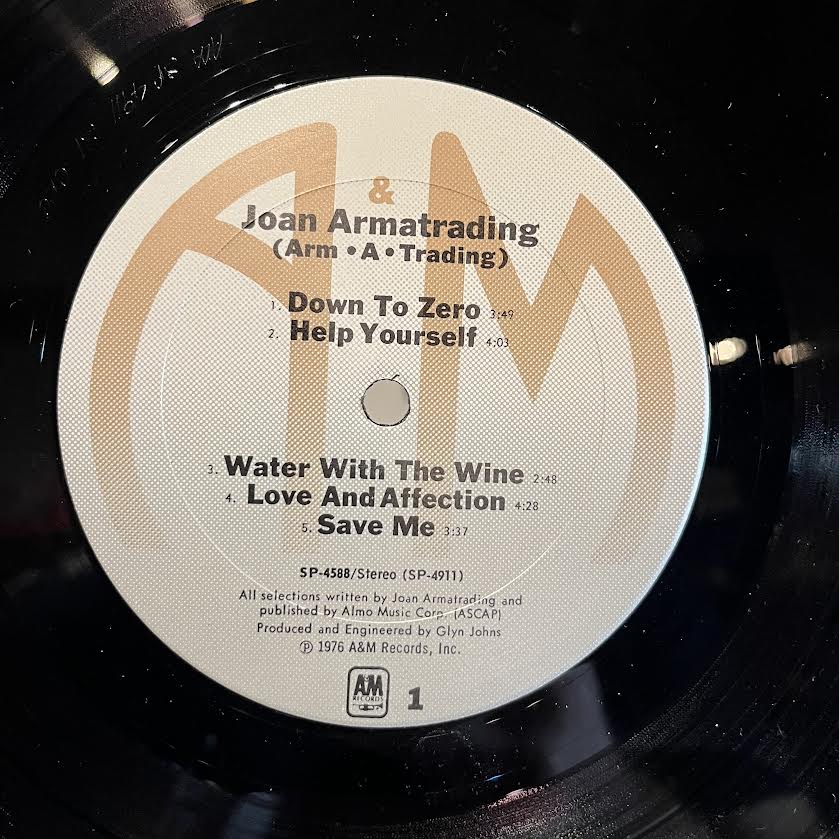 &
Joan Armatrading
(Arm • A • Trading)
1. Down To Zero 3:49
2. Help Yourself 4:03
3. Water With The Wine 2:48
4. Love And Affection 4:28
5. Save Me 3:37
SP-4588/Stereo (SP-4911)
All selections written by Joan Armatrading and
published by Almo Music Corp. (ASCAP)
Produced and Engineered by Glyn Johns
℗ 1976 A&M Records, Inc.
A&M
RECORDS
1